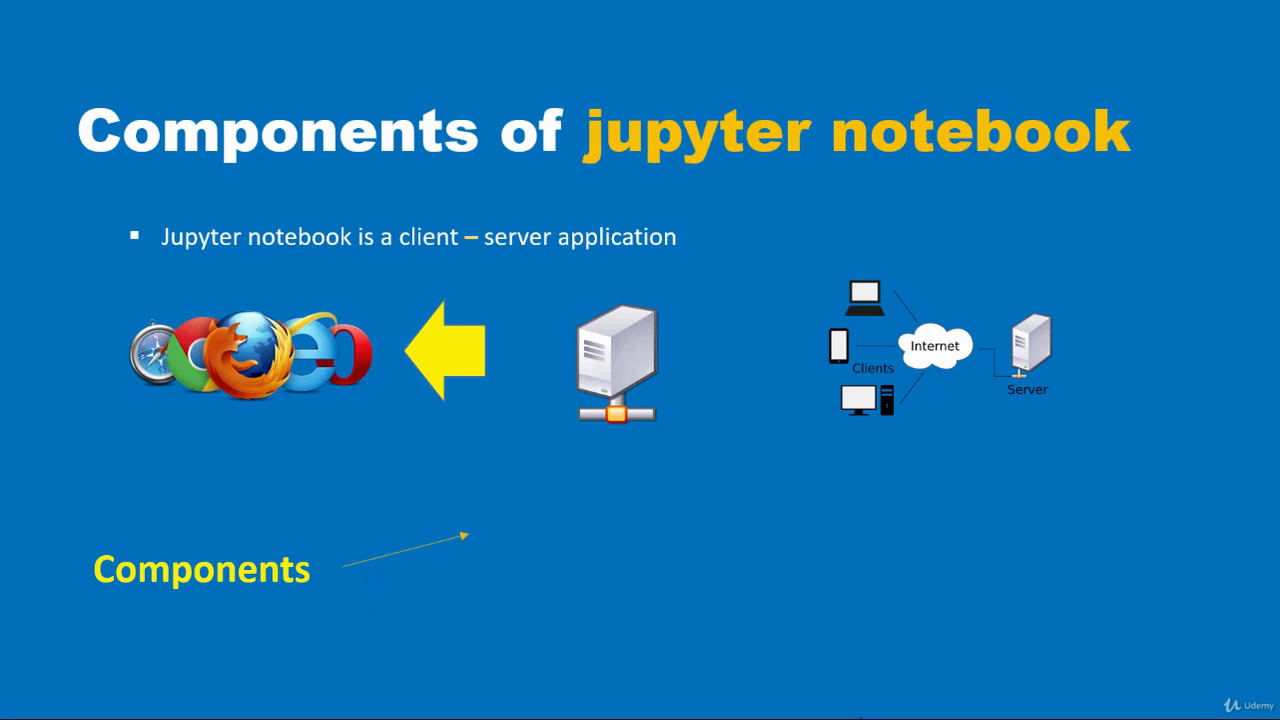 Components of jupyter notebook
▪ Jupyter notebook is a client – server application
Internet
Clients
Server
Components
Udemy